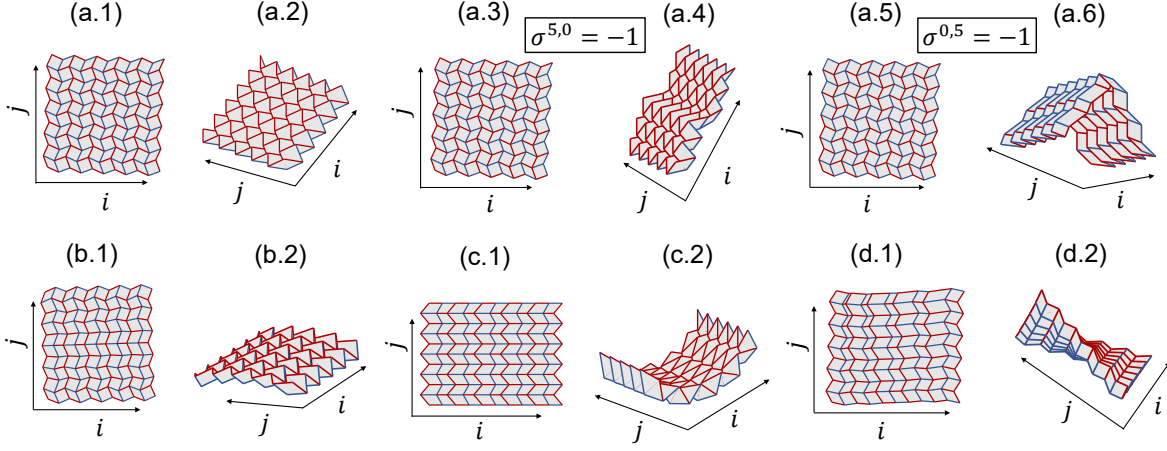 (a.1) (a.2) (a.3) (a.4) (a.5) (a.6)
σ^{5,0} = −1 σ^{0,5} = −1
j i j i j i j i j i j i
(b.1) (b.2) (c.1) (c.2) (d.1) (d.2)
j i j i j i j i j i j i